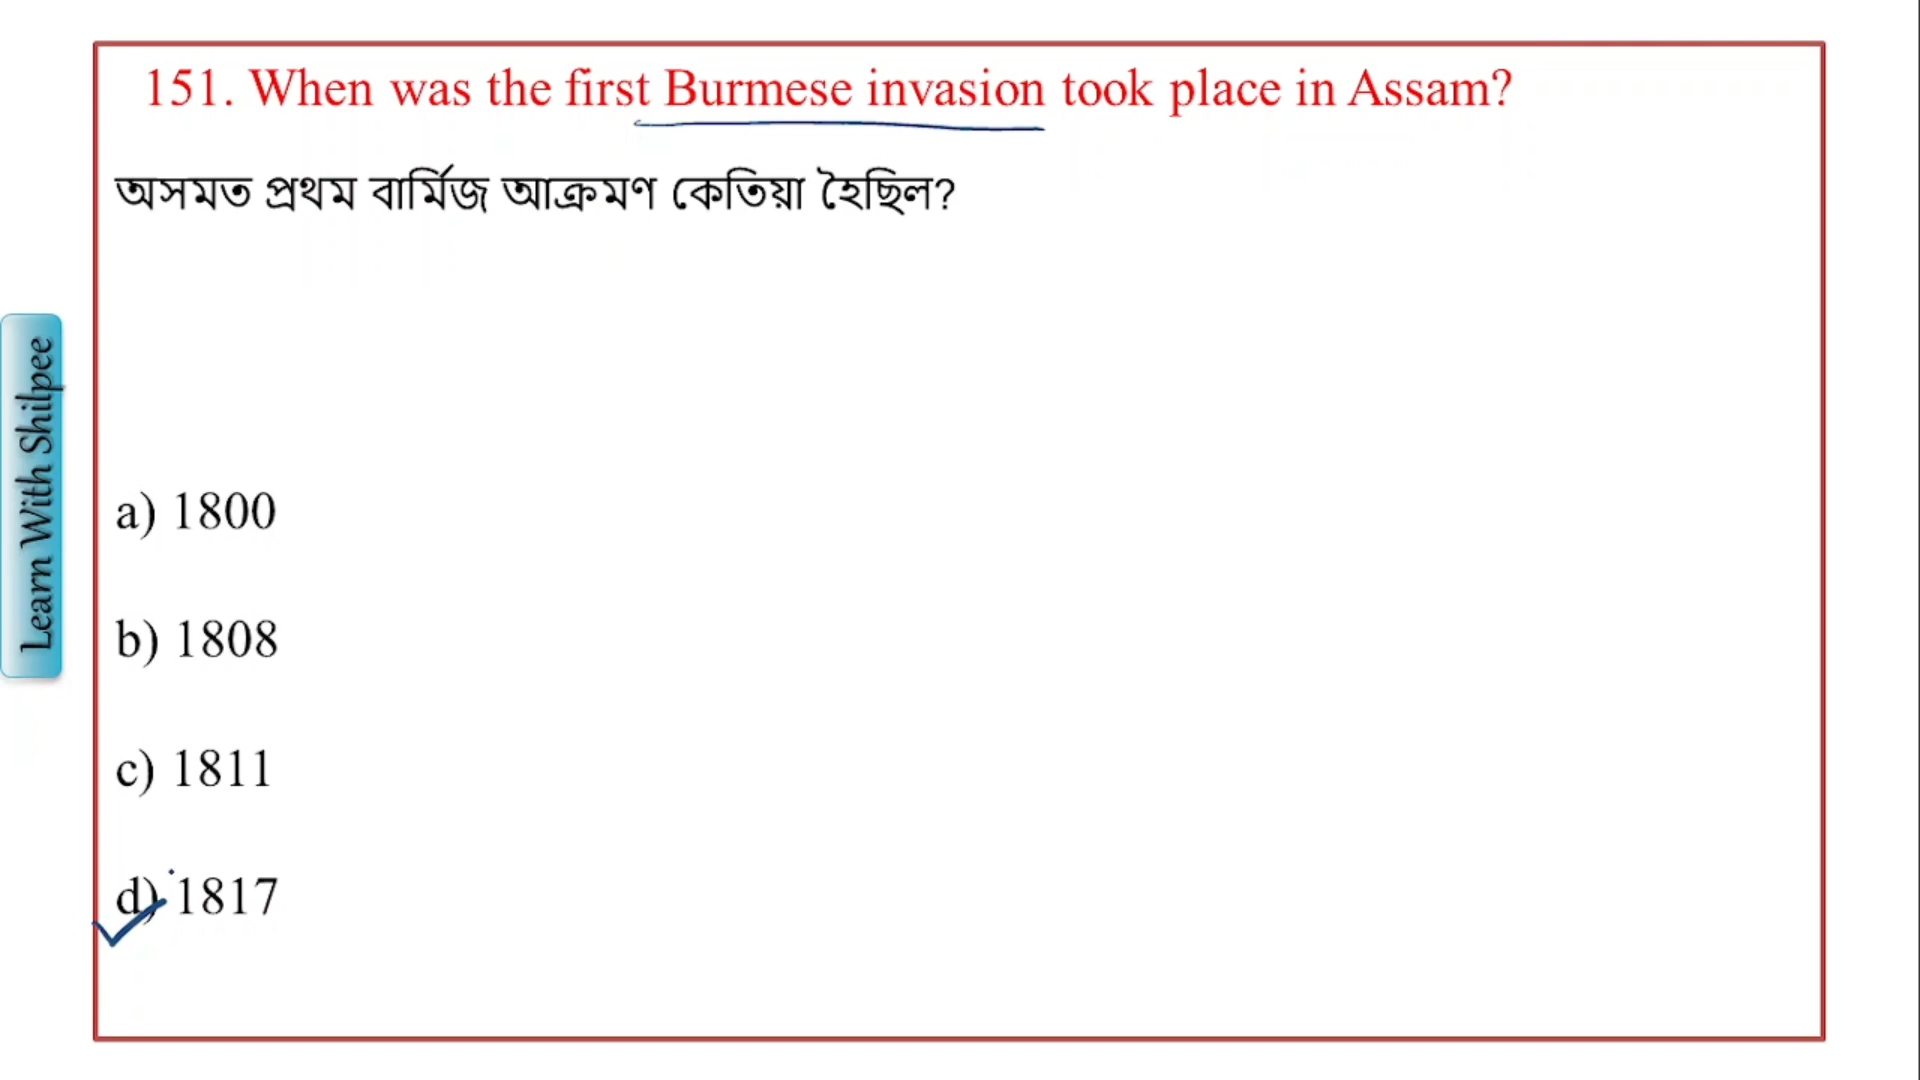 151. When was the first Burmese invasion took place in Assam?
অসমত প্ৰথম বাৰ্মিজ আক্ৰমণ কেতিয়া হৈছিল?
Learn With Shilpee
a) 1800
b) 1808
c) 1811
d) 1817